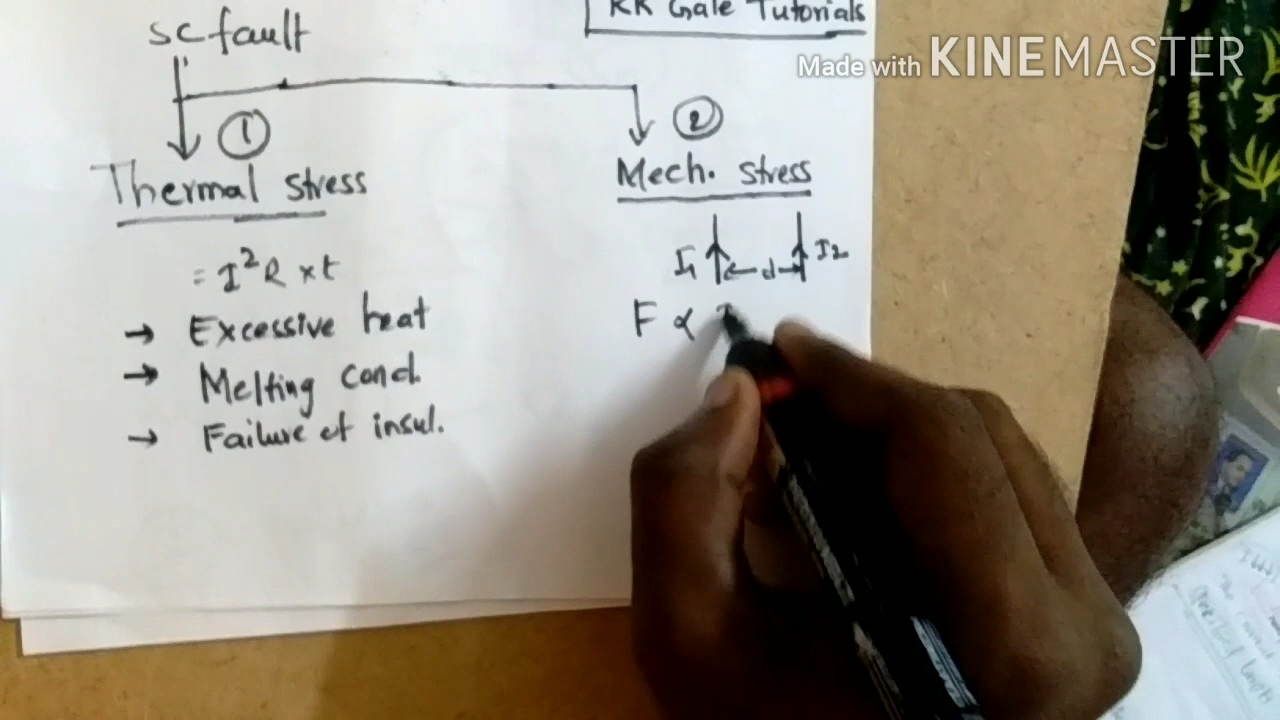 KK Gale Tutorials
Made with KINEMASTER
SC fault
① ②
Thermal stress
Mech. stress
I1 d I2
= I²R × t
F ∝
→ Excessive heat
→ Melting cond.
→ Failure of insul.